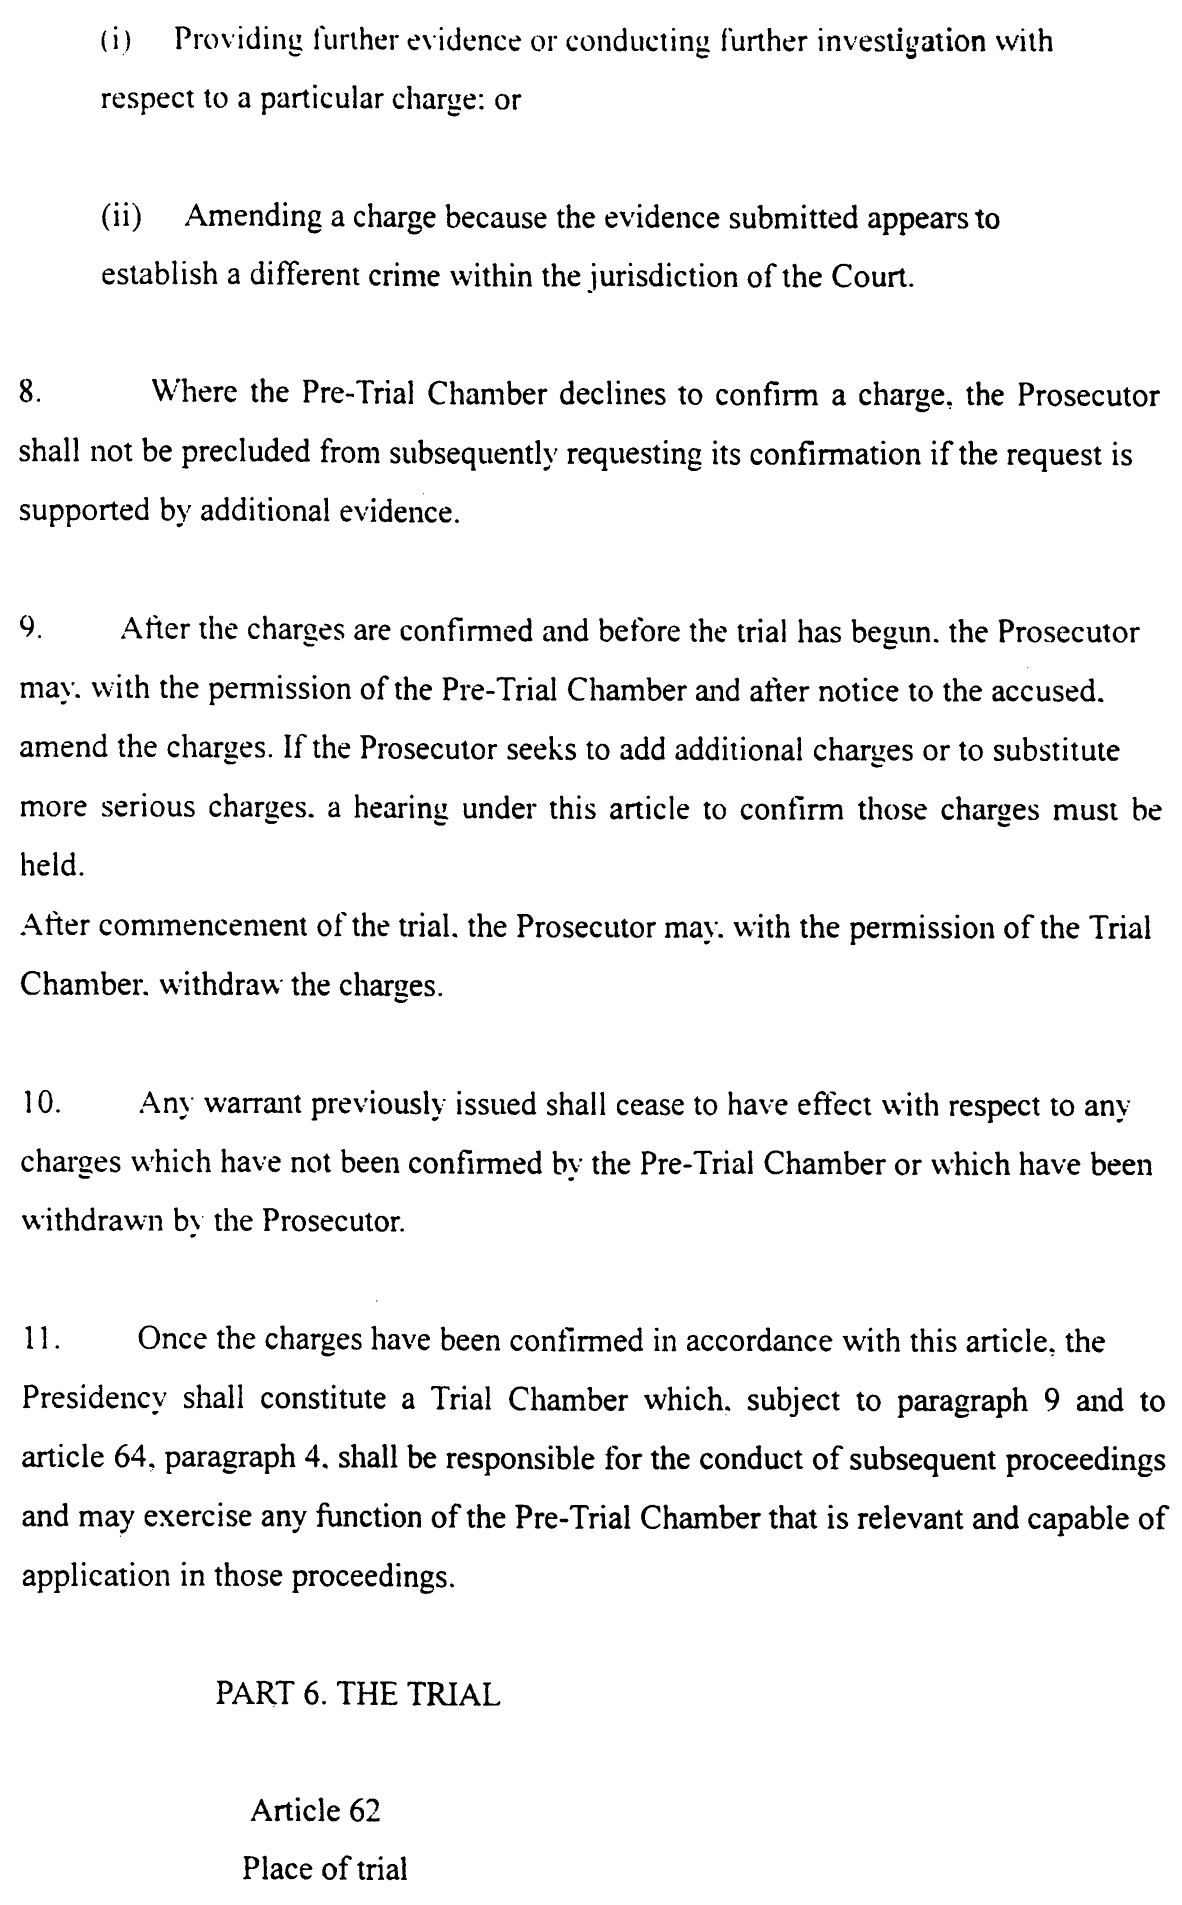 (i) Providing further evidence or conducting further investigation with
respect to a particular charge: or
(ii) Amending a charge because the evidence submitted appears to
establish a different crime within the jurisdiction of the Court.
8. Where the Pre-Trial Chamber declines to confirm a charge, the Prosecutor
shall not be precluded from subsequently requesting its confirmation if the request is
supported by additional evidence.
9. After the charges are confirmed and before the trial has begun. the Prosecutor
may. with the permission of the Pre-Trial Chamber and after notice to the accused.
amend the charges. If the Prosecutor seeks to add additional charges or to substitute
more serious charges. a hearing under this article to confirm those charges must be
held.
After commencement of the trial. the Prosecutor may. with the permission of the Trial
Chamber. withdraw the charges.
10. Any warrant previously issued shall cease to have effect with respect to any
charges which have not been confirmed by the Pre-Trial Chamber or which have been
withdrawn by the Prosecutor.
11. Once the charges have been confirmed in accordance with this article, the
Presidency shall constitute a Trial Chamber which. subject to paragraph 9 and to
article 64, paragraph 4. shall be responsible for the conduct of subsequent proceedings
and may exercise any function of the Pre-Trial Chamber that is relevant and capable of
application in those proceedings.
PART 6. THE TRIAL
Article 62
Place of trial